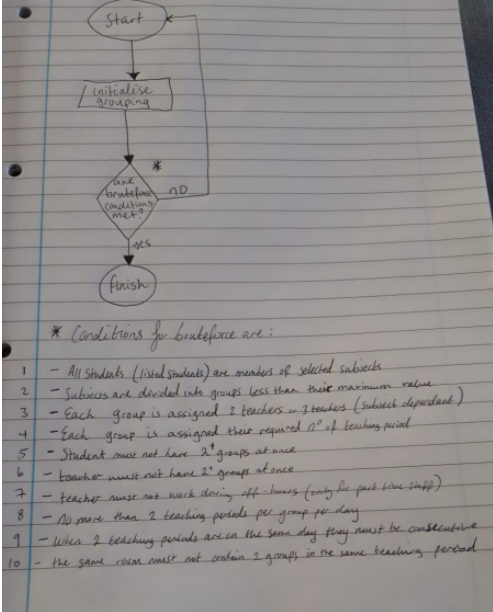 Start
initialise
grouping
*
are
bruteforce
conditions
met?
no
yes
finish
* Conditions for bruteforce are:
1 - All students (listed students) are members of selected subjects
2 - Subjects are divided into groups less than their maximum value
3 - Each group is assigned 2 teachers or 3 teachers (subject dependant)
4 - Each group is assigned their required nº of teaching period
5 - Student must not have 2+ groups at once
6 - teacher must not have 2+ groups at once
7 - teacher must not work during off-hours (only for part time staff)
8 - no more than 2 teaching periods per group per day
9 - When 2 teaching periods are on the same day they must be consecutive
10 - the same room must not contain 2 groups in the same teaching period